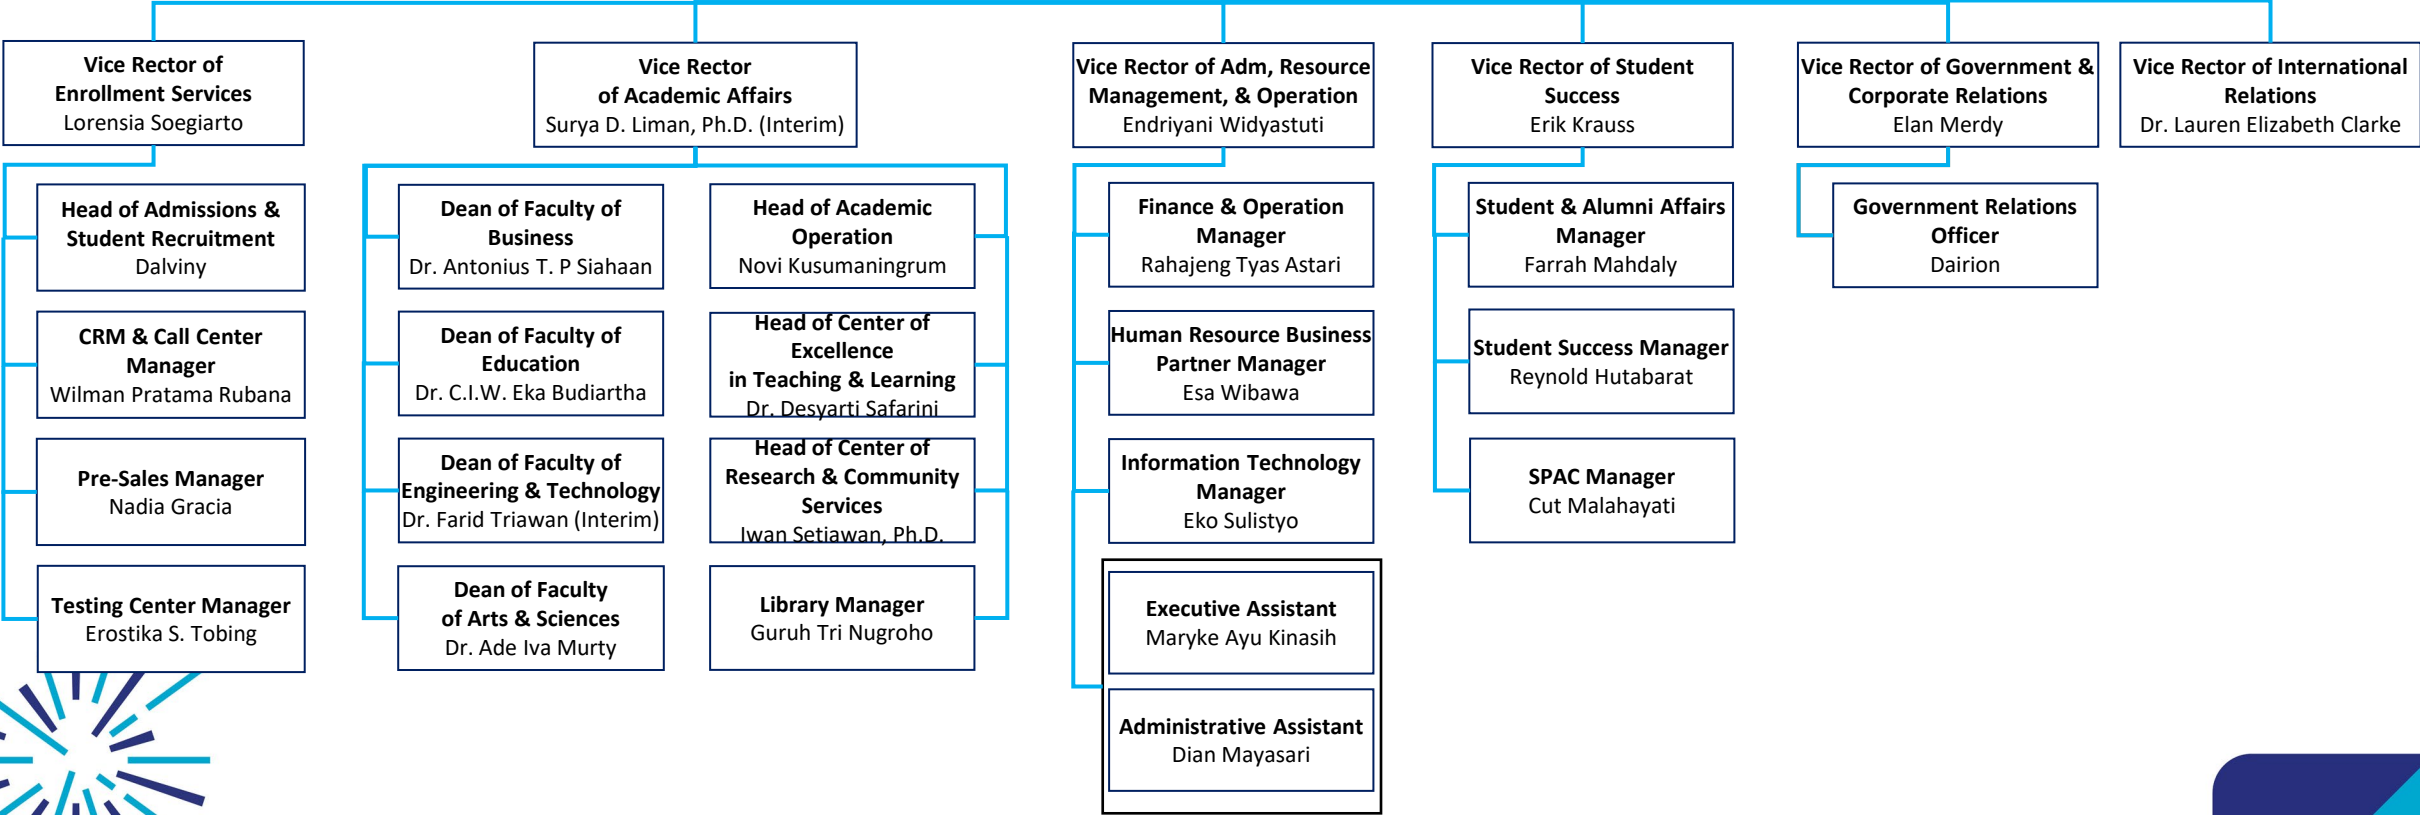 Vice Rector of
Enrollment Services
Lorensia Soegiarto
Vice Rector
of Academic Affairs
Surya D. Liman, Ph.D. (Interim)
Vice Rector of Adm, Resource
Management, & Operation
Endriyani Widyastuti
Vice Rector of Student
Success
Erik Krauss
Vice Rector of Government &
Corporate Relations
Elan Merdy
Vice Rector of International
Relations
Dr. Lauren Elizabeth Clarke
Head of Admissions &
Student Recruitment
Dalviny
CRM & Call Center
Manager
Wilman Pratama Rubana
Pre-Sales Manager
Nadia Gracia
Testing Center Manager
Erostika S. Tobing
Dean of Faculty of
Business
Dr. Antonius T. P Siahaan
Dean of Faculty of
Education
Dr. C.I.W. Eka Budiartha
Dean of Faculty of
Engineering & Technology
Dr. Farid Triawan (Interim)
Dean of Faculty
of Arts & Sciences
Dr. Ade Iva Murty
Head of Academic
Operation
Novi Kusumaningrum
Head of Center of
Excellence
in Teaching & Learning
Dr. Desyarti Safarini
Head of Center of
Research & Community
Services
Iwan Setiawan, Ph.D.
Library Manager
Guruh Tri Nugroho
Finance & Operation
Manager
Rahajeng Tyas Astari
Human Resource Business
Partner Manager
Esa Wibawa
Information Technology
Manager
Eko Sulistyo
Executive Assistant
Maryke Ayu Kinasih
Administrative Assistant
Dian Mayasari
Student & Alumni Affairs
Manager
Farrah Mahdaly
Student Success Manager
Reynold Hutabarat
SPAC Manager
Cut Malahayati
Government Relations
Officer
Dairion